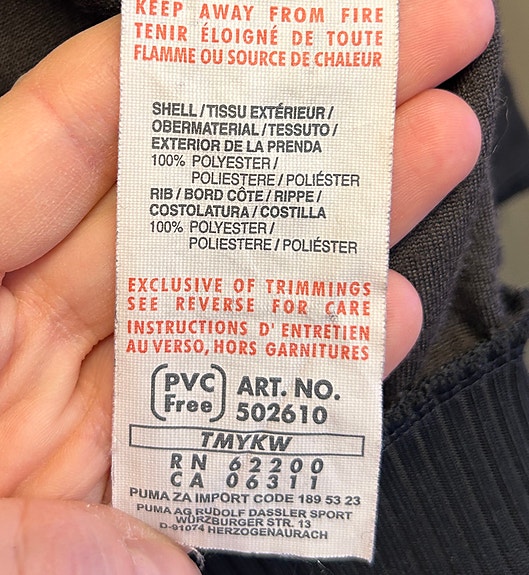 KEEP AWAY FROM FIRE
TENIR ÉLOIGNÉ DE TOUTE
FLAMME OU SOURCE DE CHALEUR
SHELL / TISSU EXTÉRIEUR /
OBERMATERIAL / TESSUTO /
EXTERIOR DE LA PRENDA
100% POLYESTER /
POLIESTERE / POLIÉSTER
RIB / BORD CÔTE / RIPPE /
COSTOLATURA / COSTILLA
100% POLYESTER /
POLIESTERE / POLIÉSTER
EXCLUSIVE OF TRIMMINGS
SEE REVERSE FOR CARE
INSTRUCTIONS D'ENTRETIEN
AU VERSO, HORS GARNITURES
PVC Free
ART. NO.
502610
TMYKW
RN 62200
CA 06311
PUMA ZA IMPORT CODE 189 53 23
PUMA AG RUDOLF DASSLER SPORT
WÜRZBURGER STR. 13
D-91074 HERZOGENAURACH